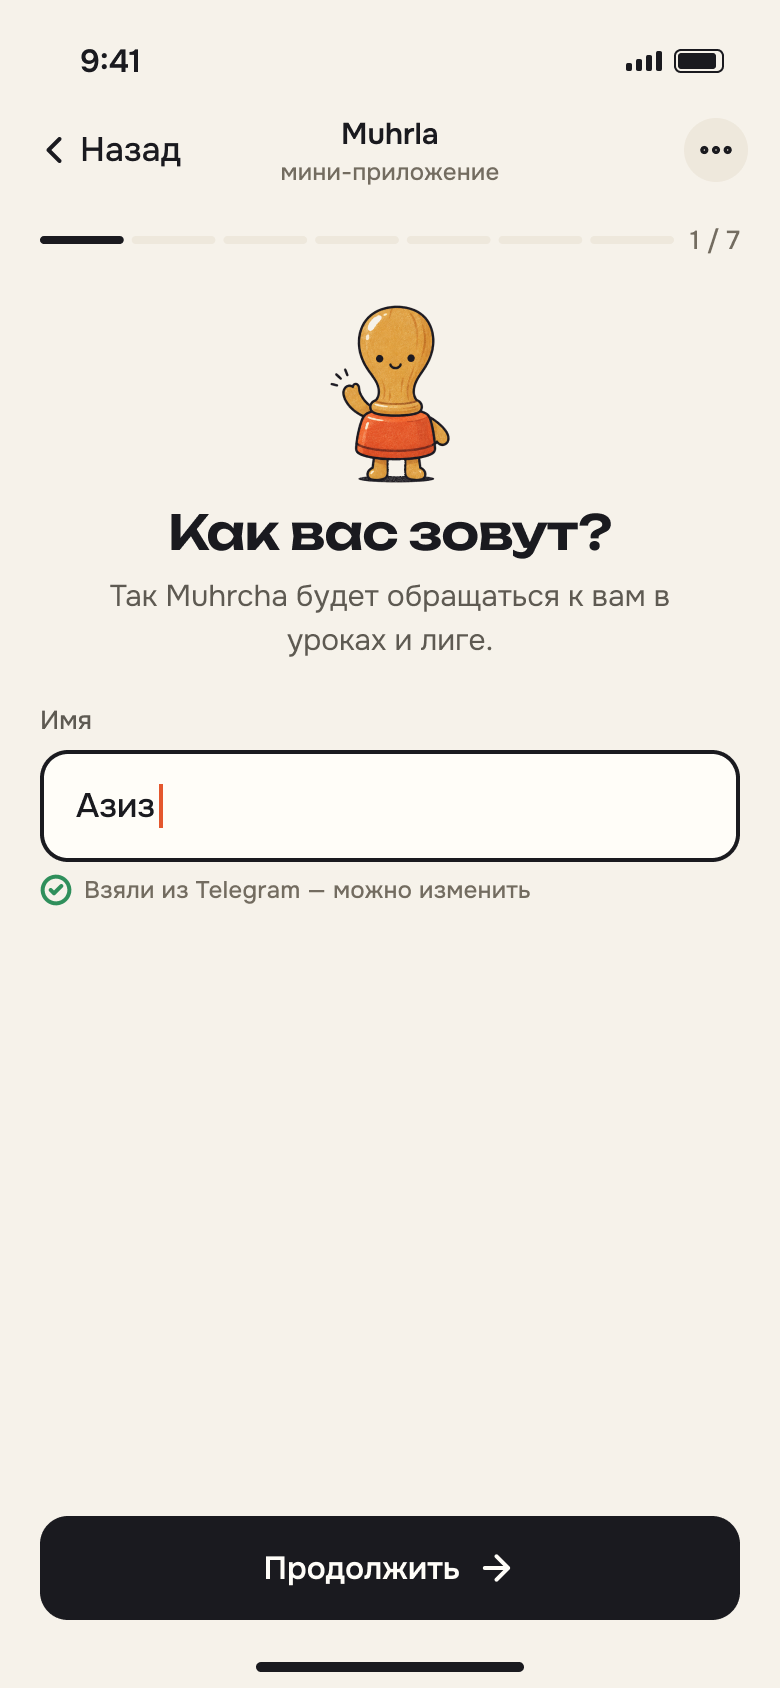 9:41
Назад
Muhrla
мини-приложение
1 / 7
Как вас зовут?
Так Muhrcha будет обращаться к вам в
уроках и лиге.
Имя
Азиз
Взяли из Telegram — можно изменить
Продолжить